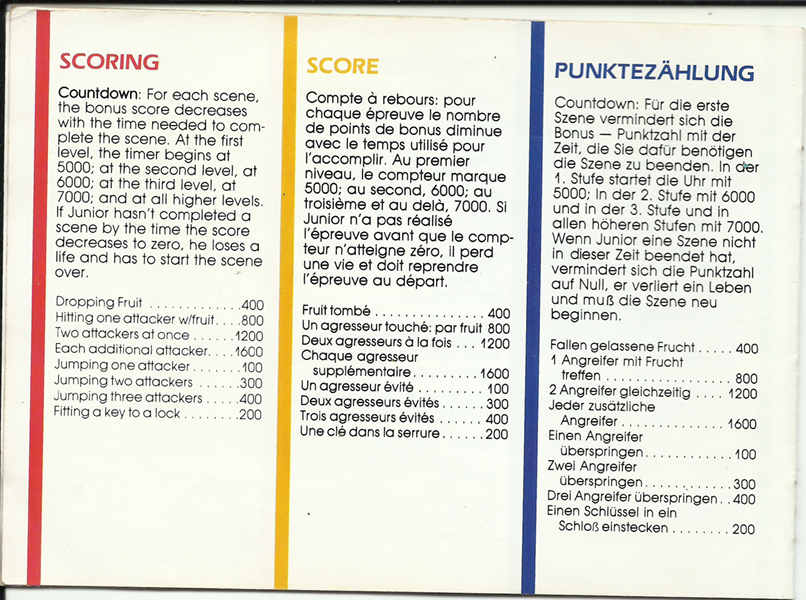 SCORING
Countdown: For each scene,
the bonus score decreases
with the time needed to com-
plete the scene. At the first
level, the timer begins at
5000; at the second level, at
6000; at the third level, at
7000; and at all higher levels.
If Junior hasn't completed a
scene by the time the score
decreases to zero, he loses a
life and has to start the scene
over.
Dropping Fruit . . . . . . . . . . . .400
Hitting one attacker w/fruit. . . .800
Two attackers at once . . . . . .1200
Each additional attacker. . . .1600
Jumping one attacker . . . . . . .100
Jumping two attackers . . . . . .300
Jumping three attackers . . . . .400
Fitting a key to a lock . . . . . . . .200
SCORE
Compte à rebours: pour
chaque épreuve le nombre
de points de bonus diminue
avec le temps utilisé pour
l'accomplir. Au premier
niveau, le compteur marque
5000; au second, 6000; au
troisième et au delà, 7000. Si
Junior n'a pas réalisé
l'épreuve avant que le comp-
teur n'atteigne zéro, il perd
une vie et doit reprendre
l'épreuve au départ.
Fruit tombé . . . . . . . . . . . . . . . 400
Un agresseur touché: par fruit 800
Deux agresseurs à la fois . . . 1200
Chaque agresseur
supplémentaire. . . . . . . . . 1600
Un agresseur évité . . . . . . . . . 100
Deux agresseurs évités. . . . . .300
Trois agresseurs évités . . . . . . 400
Une clé dans la serrure. . . . . .200
PUNKTEZÄHLUNG
Countdown: Für die erste
Szene vermindert sich die
Bonus — Punktzahl mit der
Zeit, die Sie dafür benötigen
die Szene zu beenden. In der
1. Stufe startet die Uhr mit
5000; In der 2. Stufe mit 6000
und in der 3. Stufe und in
allen höheren Stufen mit 7000.
Wenn Junior eine Szene nicht
in dieser Zeit beendet hat,
vermindert sich die Punktzahl
auf Null, er verliert ein Leben
und muß die Szene neu
beginnen.
Fallen gelassene Frucht . . . . . 400
1 Angreifer mit Frucht
treffen . . . . . . . . . . . . . . . . 800
2 Angreifer gleichzeitig . . . . 1200
Jeder zusätzliche
Angreifer . . . . . . . . . . . . . 1600
Einen Angreifer
überspringen. . . . . . . . . . . 100
Zwei Angreifer
überspringen. . . . . . . . . . . 300
Drei Angreifer überspringen. . 400
Einen Schlüssel in ein
Schloß einstecken . . . . . . . . 200